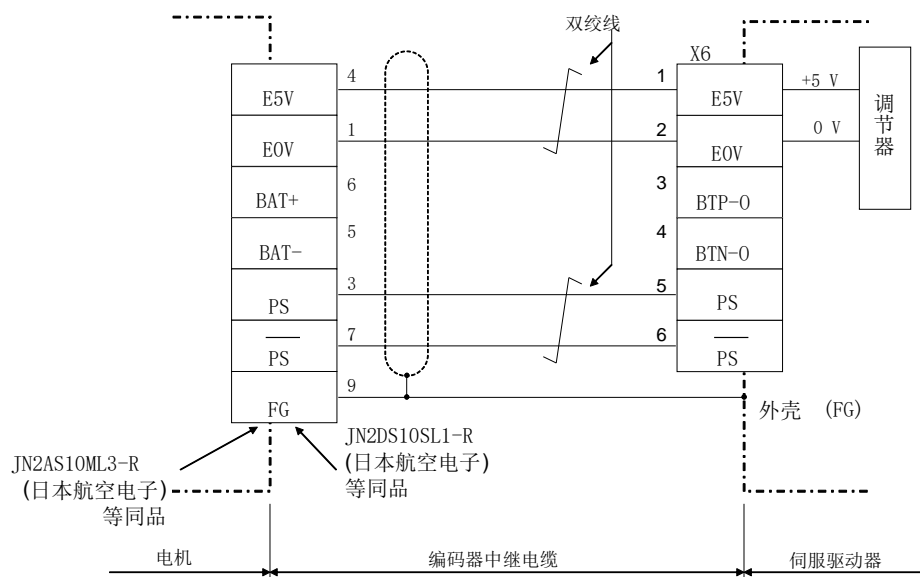 双绞线
X6
4
1
E5V
E5V
+5 V
1
2
E0V
E0V
0 V
调节器
6
3
BAT+
BTP-0
5
4
BAT-
BTN-0
3
5
PS
PS
7
6
PS
PS
9
FG
外壳 (FG)
JN2AS10ML3-R
(日本航空电子)
等同品
JN2DS10SL1-R
(日本航空电子)
等同品
电机
编码器中继电缆
伺服驱动器